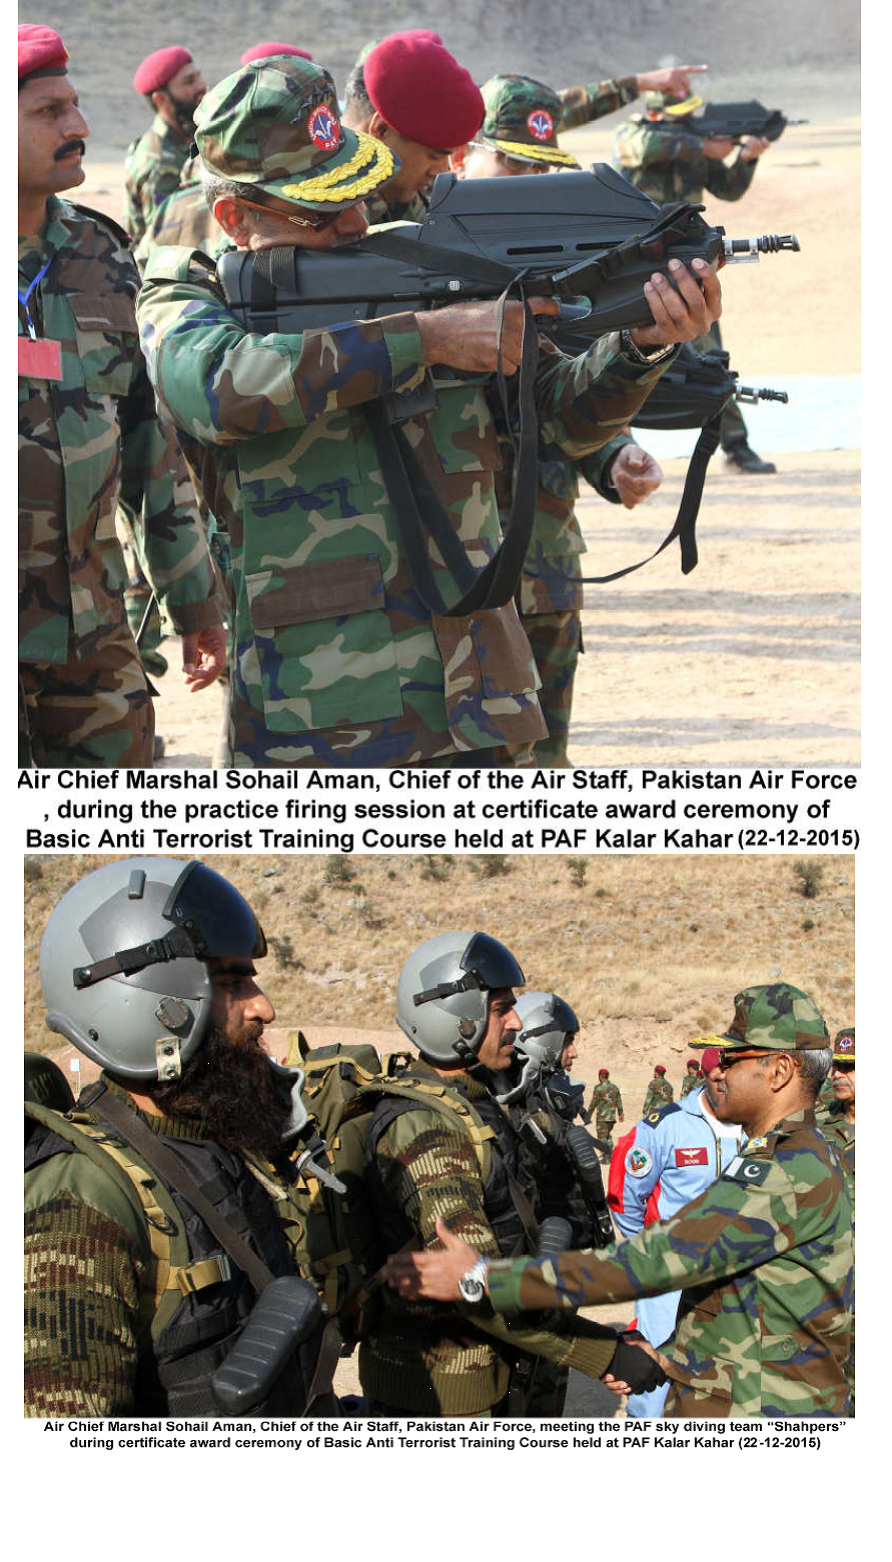 Air Chief Marshal Sohail Aman, Chief of the Air Staff, Pakistan Air Force
, during the practice firing session at certificate award ceremony of
Basic Anti Terrorist Training Course held at PAF Kalar Kahar (22-12-2015)
Air Chief Marshal Sohail Aman, Chief of the Air Staff, Pakistan Air Force, meeting the PAF sky diving team “Shahpers”
during certificate award ceremony of Basic Anti Terrorist Training Course held at PAF Kalar Kahar (22-12-2015)